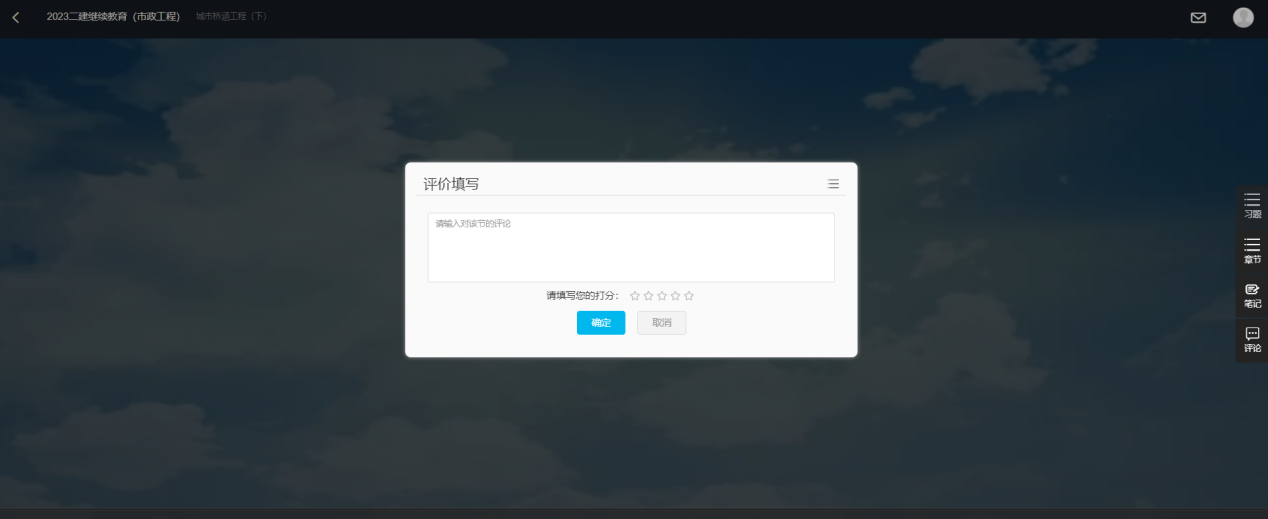 2023二建继续教育（市政工程） 城市桥涵工程（下）
评价填写
请输入对该节的评论
请填写您的打分：
确定 取消
习题
章节
笔记
评论